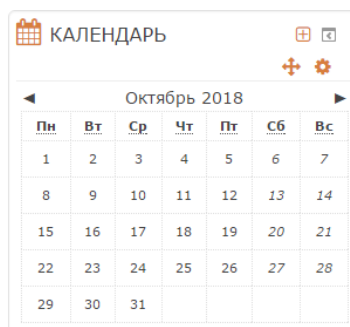 КАЛЕНДАРЬ
◄ Октябрь 2018 ►
Пн Вт Ср Чт Пт Сб Вс
1 2 3 4 5 6 7
8 9 10 11 12 13 14
15 16 17 18 19 20 21
22 23 24 25 26 27 28
29 30 31